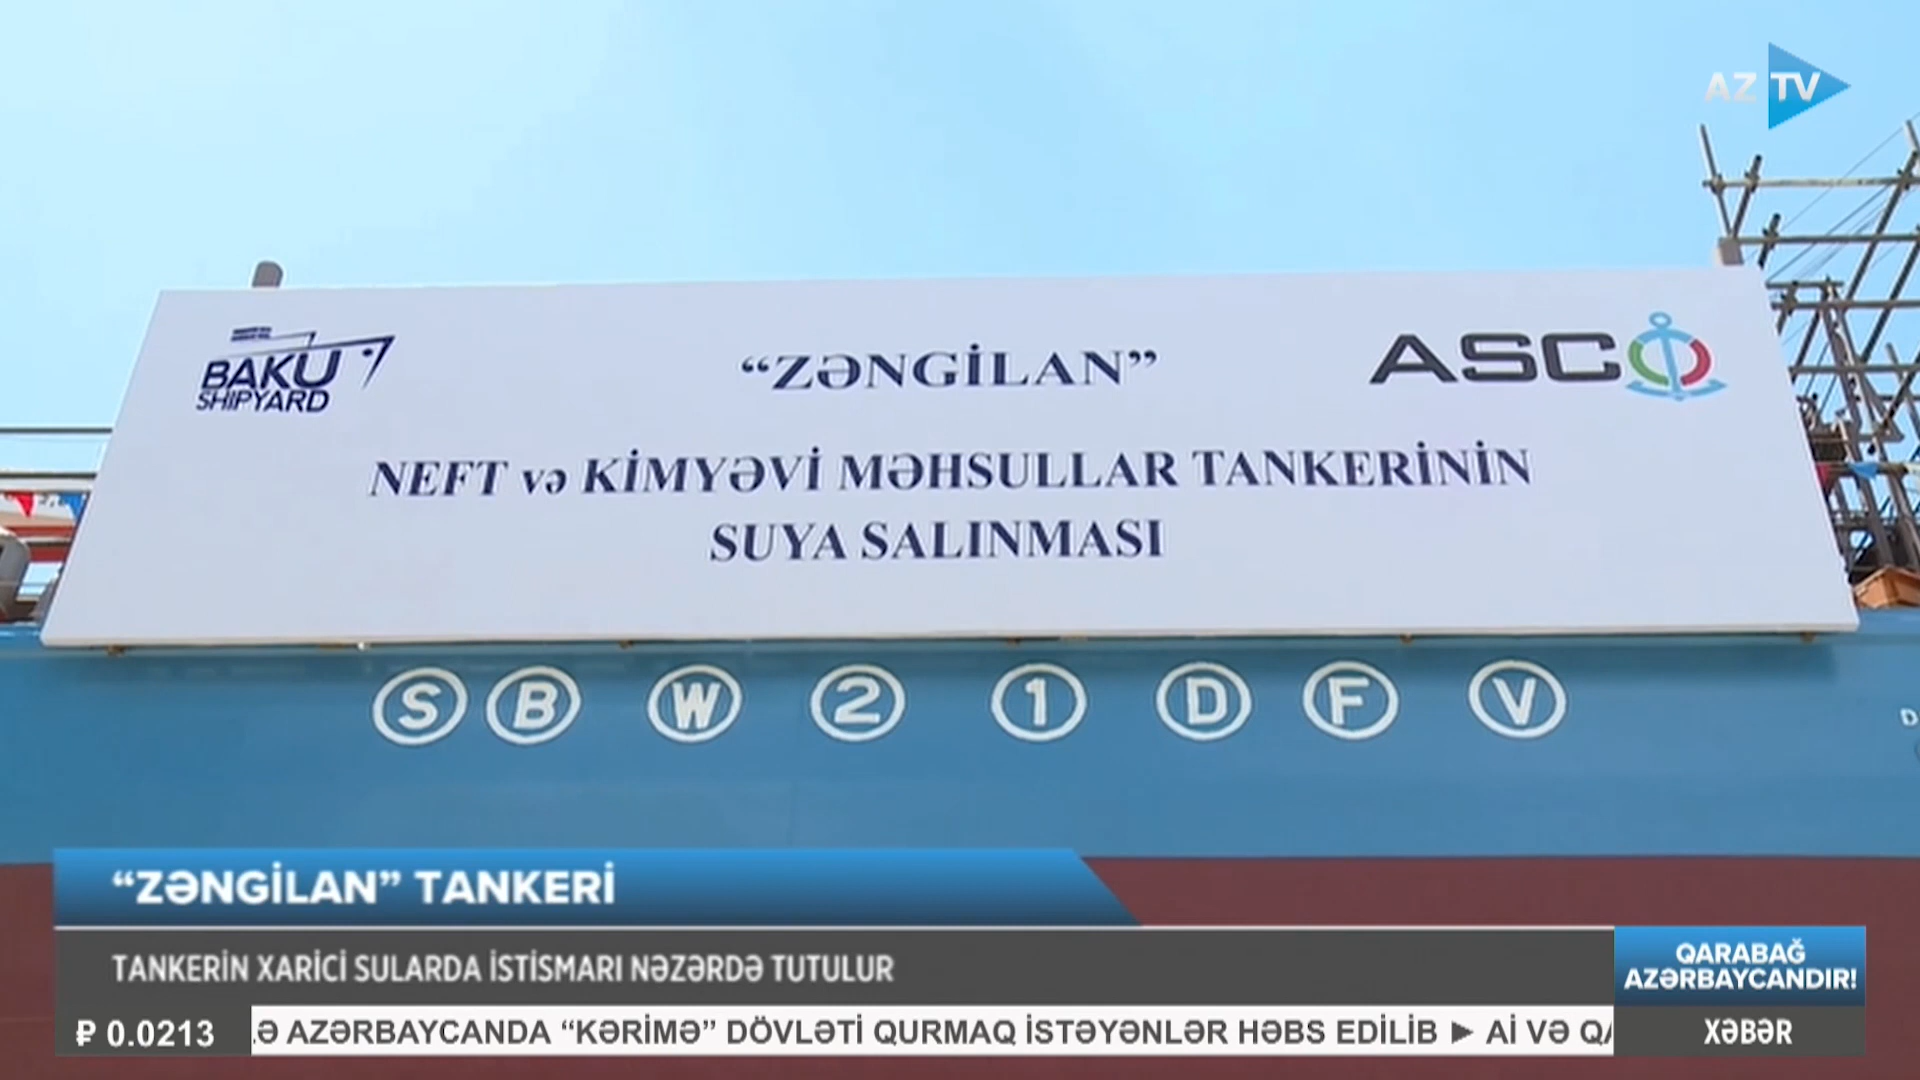 AZTV
BAKU
SHIPYARD
“ZƏNGİLAN”
ASCO
NEFT və KİMYƏVİ MƏHSULLAR TANKERİNİN
SUYA SALINMASI
S B W 2 1 D F V
D
“ZƏNGİLAN” TANKERİ
TANKERİN XARİCİ SULARDA İSTİSMARI NƏZƏRDƏ TUTULUR
QARABAĞ
AZƏRBAYCANDIR!
₽ 0.0213
Ə AZƏRBAYCANDA “KƏRİMƏ” DÖVLƏTİ QURMAQ İSTƏYƏNLƏR HƏBS EDİLİB ► Aİ VƏ QA
XƏBƏR